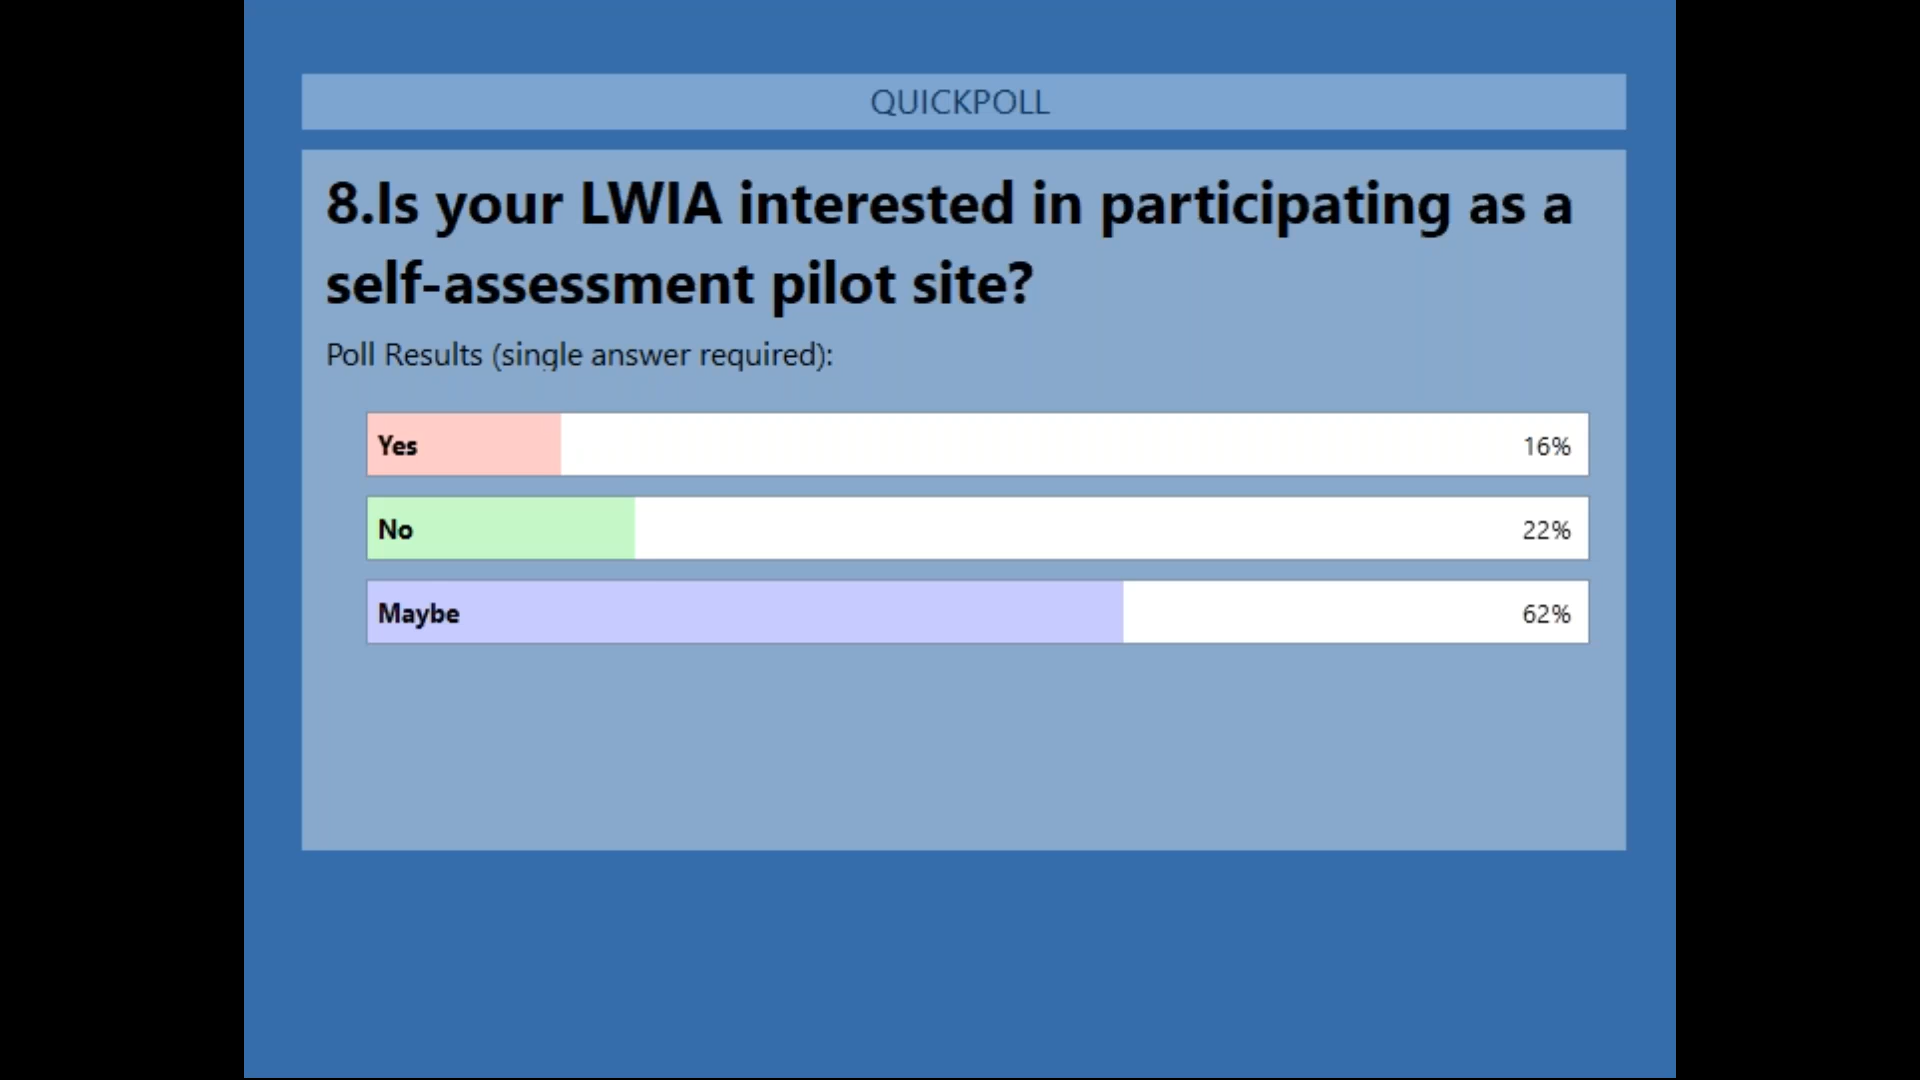 QUICKPOLL
8.Is your LWIA interested in participating as a
self-assessment pilot site?
Poll Results (single answer required):
Yes 16%
No 22%
Maybe 62%